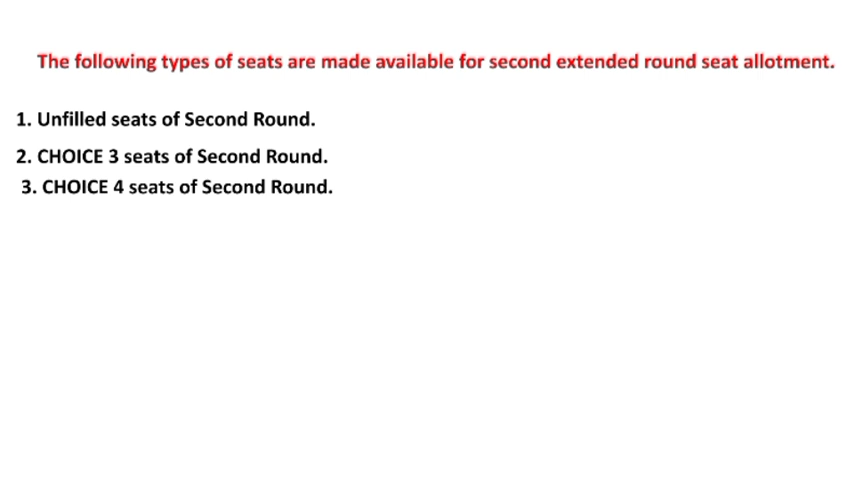 The following types of seats are made available for second extended round seat allotment.
1. Unfilled seats of Second Round.
2. CHOICE 3 seats of Second Round.
3. CHOICE 4 seats of Second Round.